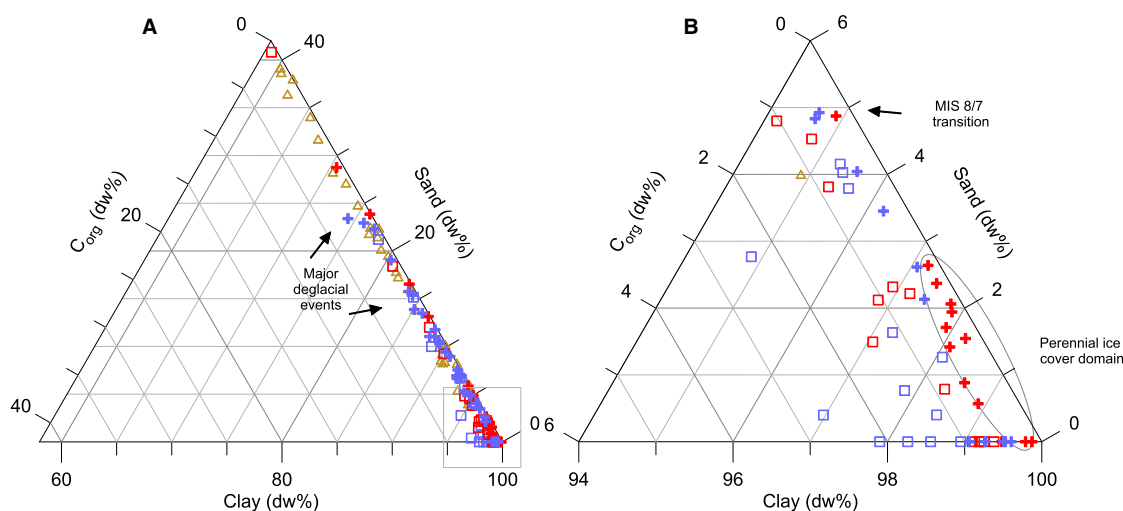 A
0
40
C_org (dw%)
20
Sand (dw%)
20
Major
deglacial
events
40
0
60
80
100
Clay (dw%)
B
0
6
MIS 8/7
transition
2
4
C_org (dw%)
Sand (dw%)
4
2
Perennial ice
cover domain
6
0
94
96
98
100
Clay (dw%)